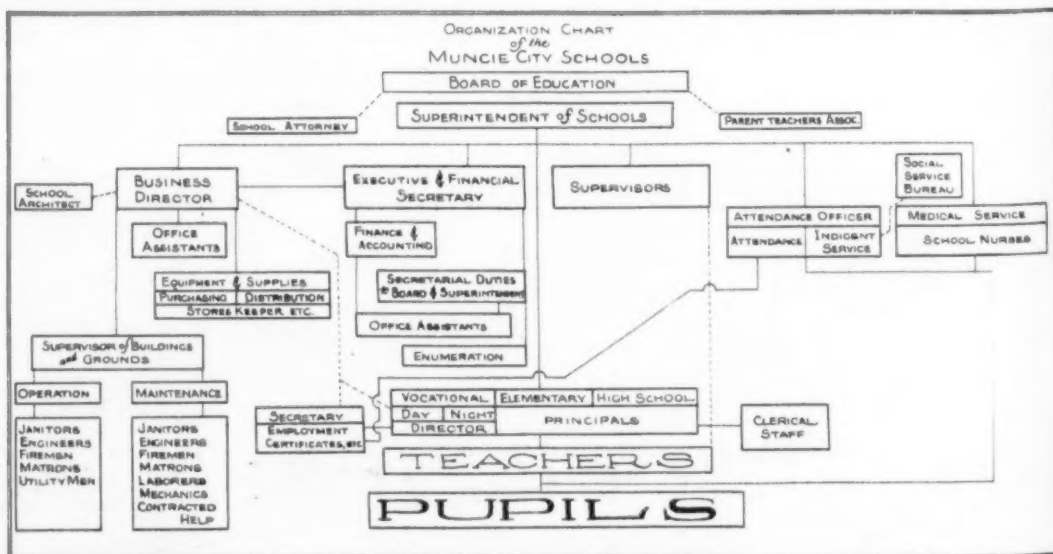 ORGANIZATION CHART
of the
MUNCIE CITY SCHOOLS
BOARD OF EDUCATION
SCHOOL ATTORNEY
SUPERINTENDENT of SCHOOLS
PARENT TEACHERS ASSOC.
SCHOOL ARCHITECT
BUSINESS
DIRECTOR
EXECUTIVE & FINANCIAL
SECRETARY
SUPERVISORS
SOCIAL
SERVICE
BUREAU
ATTENDANCE OFFICER
ATTENDANCE
INDIGENT
SERVICE
MEDICAL SERVICE
SCHOOL NURSES
OFFICE
ASSISTANTS
FINANCE &
ACCOUNTING
EQUIPMENT & SUPPLIES
PURCHASING
DISTRIBUTION
STORES KEEPER ETC.
SECRETARIAL DUTIES
BOARD & SUPERINTENDENT
OFFICE ASSISTANTS
ENUMERATION
SUPERVISOR of BUILDINGS
and GROUNDS
OPERATION
MAINTENANCE
JANITORS
ENGINEERS
FIREMEN
MATRONS
UTILITY MEN
JANITORS
ENGINEERS
FIREMEN
MATRONS
LABORERS
MECHANICS
CONTRACTED
HELP
SECRETARY
EMPLOYMENT
CERTIFICATES, ETC.
VOCATIONAL
DAY
NIGHT
DIRECTOR
ELEMENTARY
HIGH SCHOOL
PRINCIPALS
CLERICAL
STAFF
TEACHERS
PUPILS